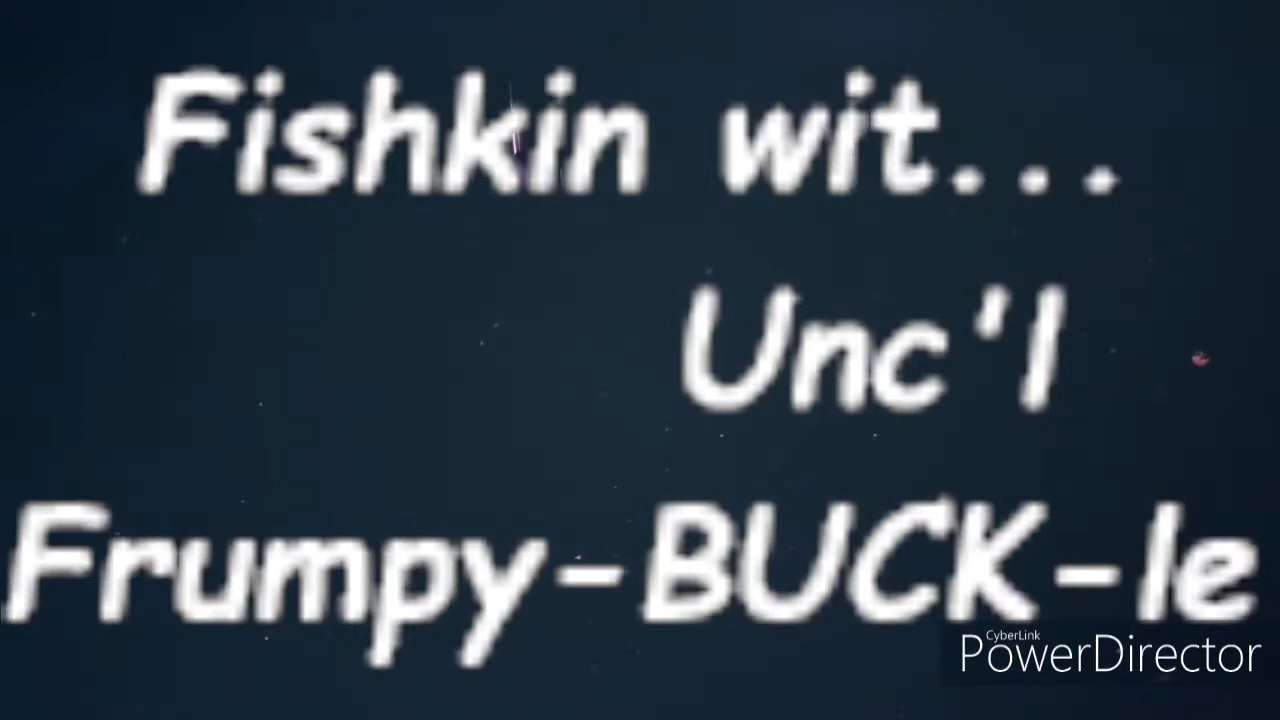 Fishkin wit...
Unc'l
Frumpy-BUCK-le
CyberLink
PowerDirector